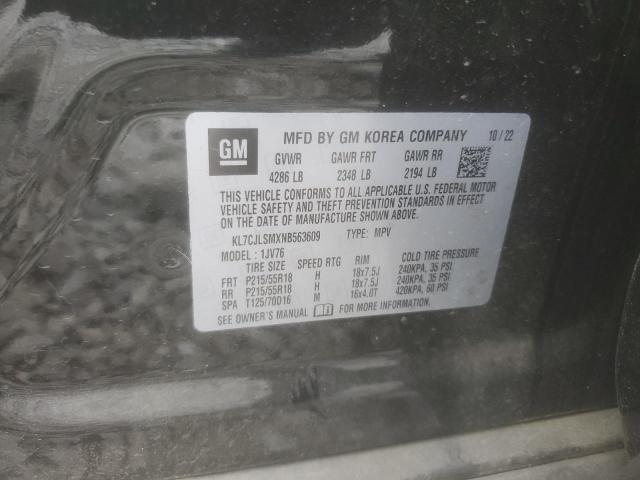 GM MFD BY GM KOREA COMPANY 10/22
GVWR GAWR FRT GAWR RR
4286 LB 2348 LB 2194 LB
THIS VEHICLE CONFORMS TO ALL APPLICABLE U.S. FEDERAL MOTOR
VEHICLE SAFETY AND THEFT PREVENTION STANDARDS IN EFFECT
ON THE DATE OF MANUFACTURE SHOWN ABOVE.
KL7CJLSMXNB563609 TYPE: MPV
MODEL: 1JV76
TIRE SIZE SPEED RTG RIM COLD TIRE PRESSURE
FRT P215/55R18 H 18x7.5J 240KPA, 35 PSI
RR P215/55R18 H 18x7.5J 240KPA, 35 PSI
SPA T125/70D16 M 16x4.0T 420KPA, 60 PSI
SEE OWNER'S MANUAL FOR MORE INFORMATION.